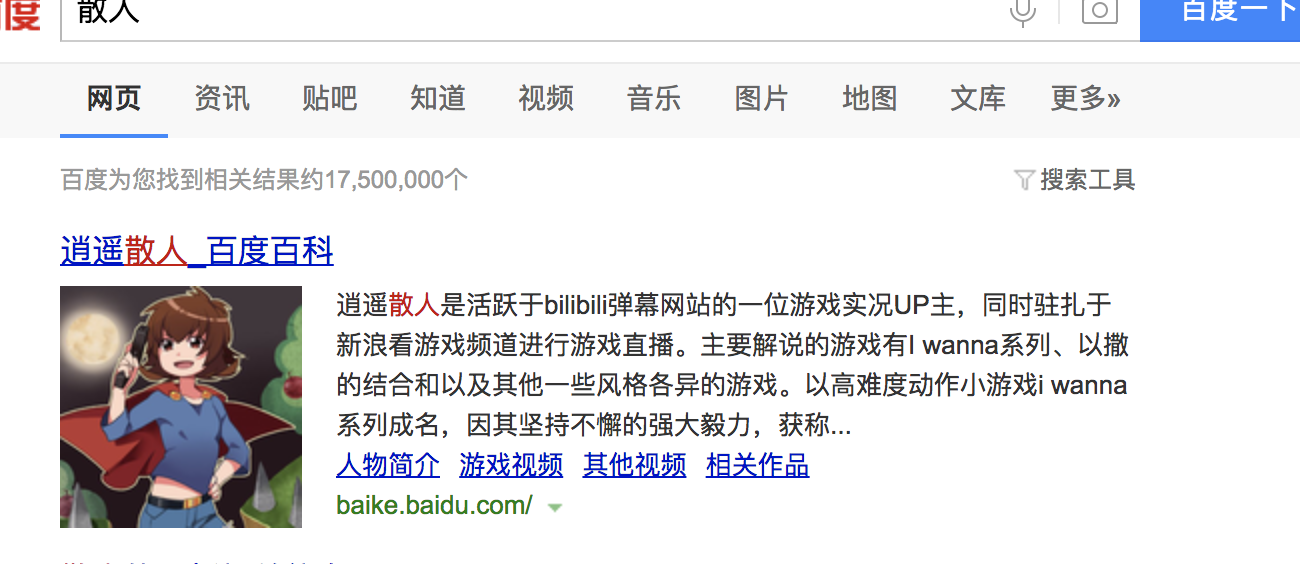 散人
百度一下
网页 资讯 贴吧 知道 视频 音乐 图片 地图 文库 更多»
百度为您找到相关结果约17,500,000个
搜索工具
逍遥散人_百度百科
逍遥散人是活跃于bilibili弹幕网站的一位游戏实况UP主，同时驻扎于
新浪看游戏频道进行游戏直播。主要解说的游戏有I wanna系列、以撒
的结合和以及其他一些风格各异的游戏。以高难度动作小游戏i wanna
系列成名，因其坚持不懈的强大毅力，获称...
人物简介 游戏视频 其他视频 相关作品
baike.baidu.com/